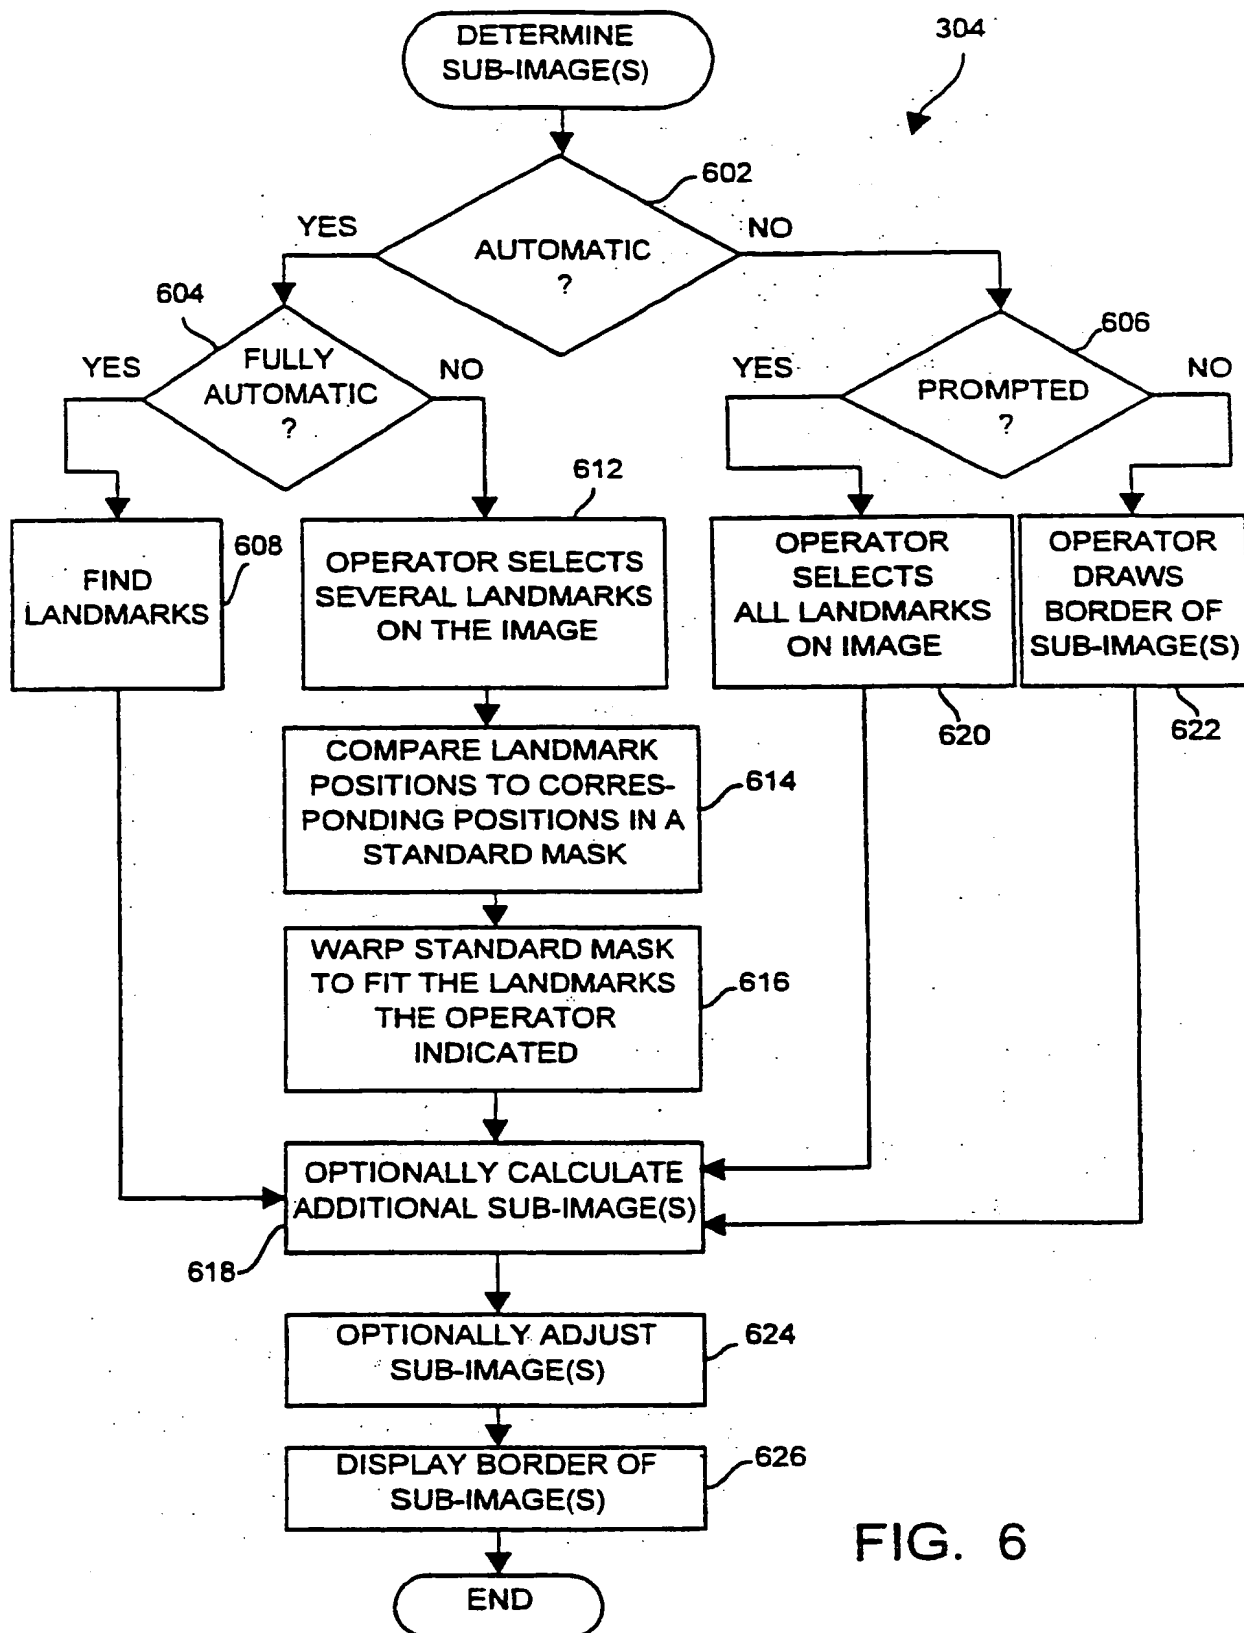 DETERMINE
SUB-IMAGE(S)
304
602
YES
NO
AUTOMATIC
?
604
606
YES
FULLY
AUTOMATIC
?
NO
YES
PROMPTED
?
NO
612
608
FIND
LANDMARKS
OPERATOR SELECTS
SEVERAL LANDMARKS
ON THE IMAGE
OPERATOR
SELECTS
ALL LANDMARKS
ON IMAGE
OPERATOR
DRAWS
BORDER OF
SUB-IMAGE(S)
620
622
COMPARE LANDMARK
POSITIONS TO CORRES-
PONDING POSITIONS IN A
STANDARD MASK
614
WARP STANDARD MASK
TO FIT THE LANDMARKS
THE OPERATOR
INDICATED
616
OPTIONALLY CALCULATE
ADDITIONAL SUB-IMAGE(S)
618
OPTIONALLY ADJUST
SUB-IMAGE(S)
624
DISPLAY BORDER OF
SUB-IMAGE(S)
626
END
FIG. 6